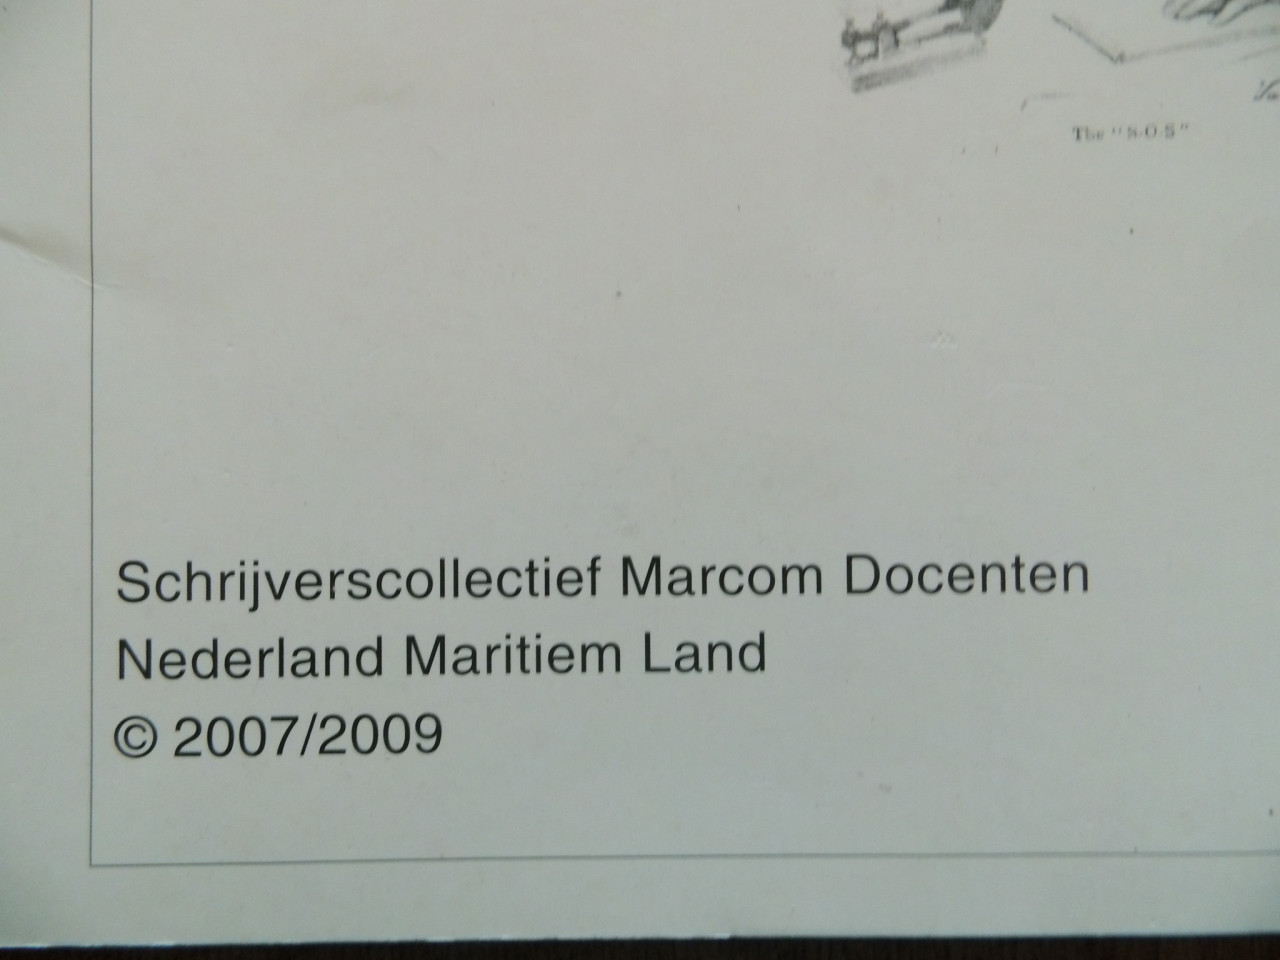 The "S-O-S"
Schrijverscollectief Marcom Docenten
Nederland Maritiem Land
© 2007/2009